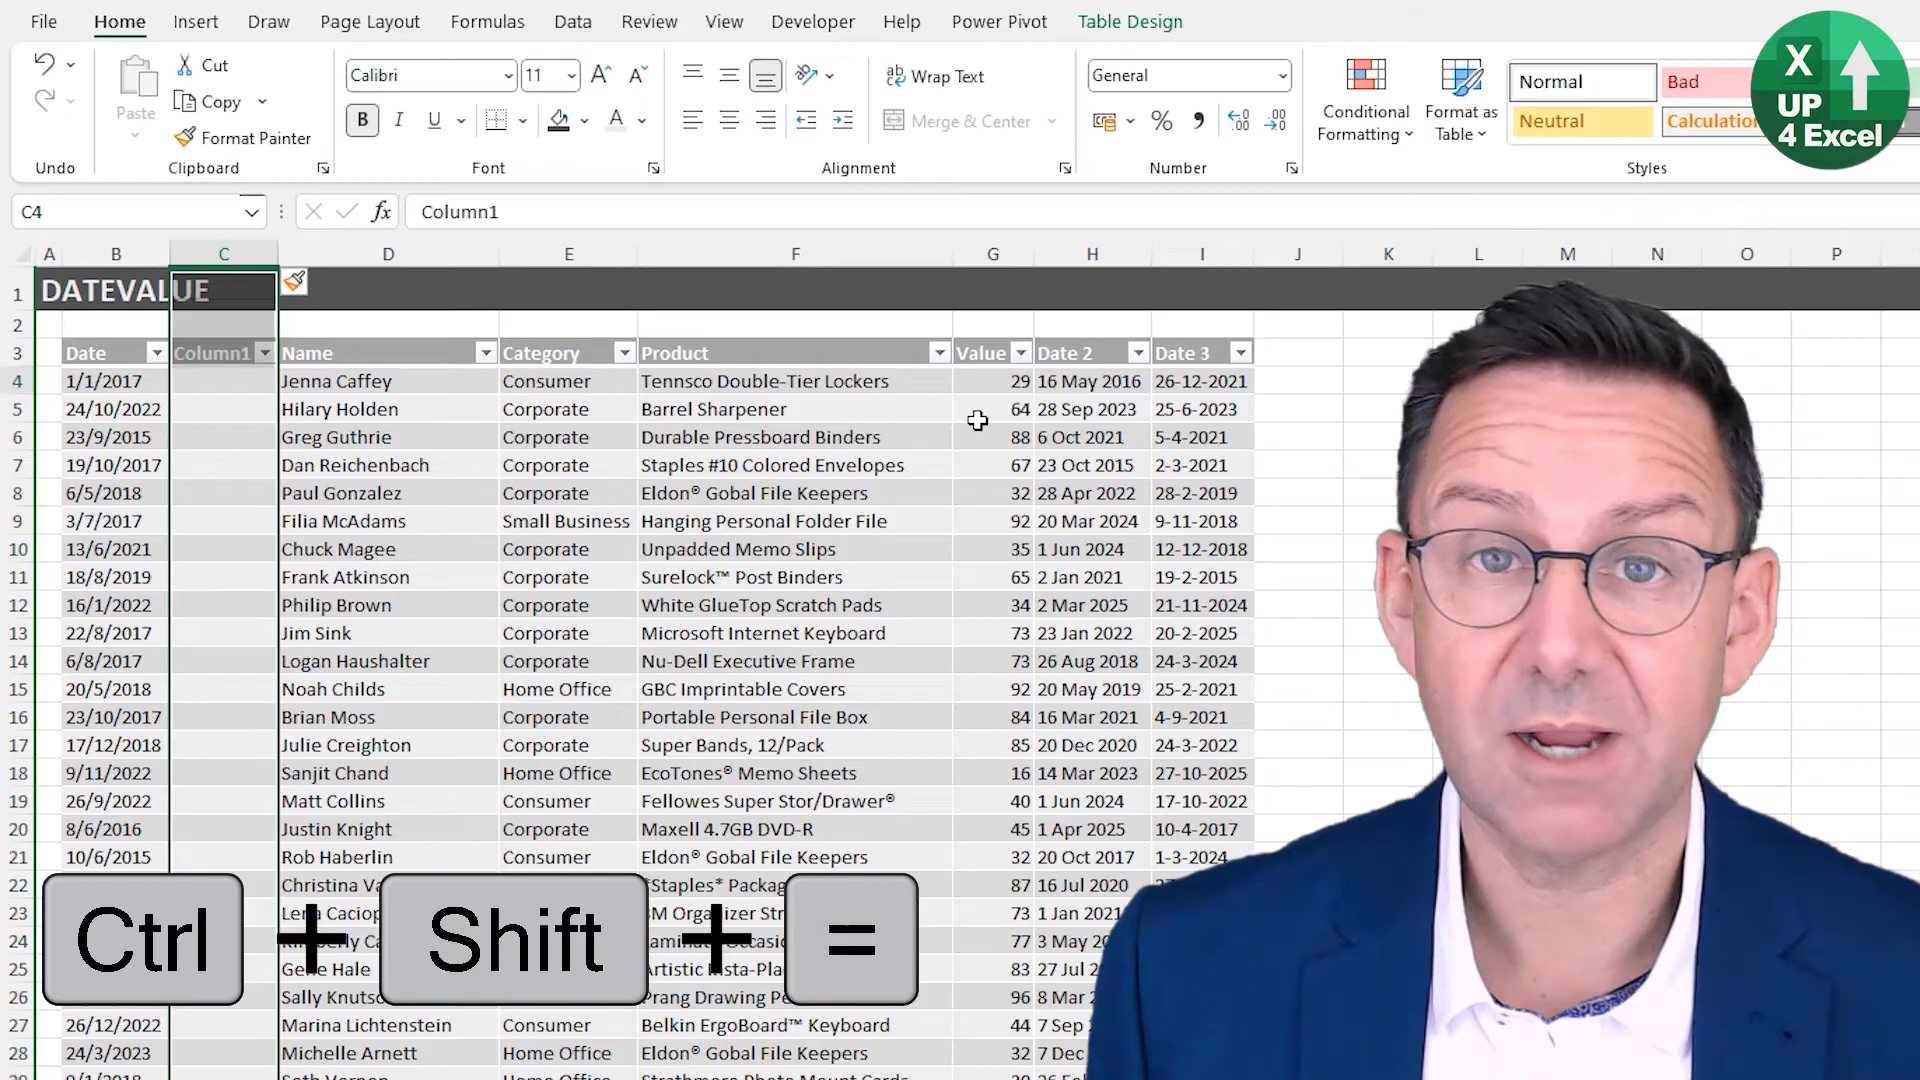 File Home Insert Draw Page Layout Formulas Data Review View Developer Help Power Pivot Table Design
X
UP
4 Excel
Cut
Copy
Format Painter
Paste
Undo
Clipboard
Calibri 11
B I U A
Font
Wrap Text
Merge & Center
Alignment
General
%
Number
Conditional Formatting
Format as Table
Normal Bad
Neutral Calculation
Styles
C4 fx Column1
A B C D E F G H I J K L M N O P
1 DATEVALUE
2
3 Date Column1 Name Category Product Value Date 2 Date 3
4 1/1/2017 Jenna Caffey Consumer Tennsco Double-Tier Lockers 29 16 May 2016 26-12-2021
5 24/10/2022 Hilary Holden Corporate Barrel Sharpener 64 28 Sep 2023 25-6-2023
6 23/9/2015 Greg Guthrie Corporate Durable Pressboard Binders 88 6 Oct 2021 5-4-2021
7 19/10/2017 Dan Reichenbach Corporate Staples #10 Colored Envelopes 67 23 Oct 2015 2-3-2021
8 6/5/2018 Paul Gonzalez Corporate Eldon® Gobal File Keepers 32 28 Apr 2022 28-2-2019
9 3/7/2017 Filia McAdams Small Business Hanging Personal Folder File 92 20 Mar 2024 9-11-2018
10 13/6/2021 Chuck Magee Corporate Unpadded Memo Slips 35 1 Jun 2024 12-12-2018
11 18/8/2019 Frank Atkinson Corporate Surelock™ Post Binders 65 2 Jan 2021 19-2-2015
12 16/1/2022 Philip Brown Corporate White GlueTop Scratch Pads 34 2 Mar 2025 21-11-2024
13 22/8/2017 Jim Sink Corporate Microsoft Internet Keyboard 73 23 Jan 2022 20-2-2025
14 6/8/2017 Logan Haushalter Corporate Nu-Dell Executive Frame 73 26 Aug 2018 24-3-2024
15 20/5/2018 Noah Childs Home Office GBC Imprintable Covers 92 20 May 2019 25-2-2021
16 23/10/2017 Brian Moss Corporate Portable Personal File Box 84 16 Mar 2021 4-9-2021
17 17/12/2018 Julie Creighton Corporate Super Bands, 12/Pack 85 20 Dec 2020 24-3-2022
18 9/11/2022 Sanjit Chand Home Office EcoTones® Memo Sheets 16 14 Mar 2023 27-10-2025
19 26/9/2022 Matt Collins Consumer Fellowes Super Stor/Drawer® 40 1 Jun 2024 17-10-2022
20 8/6/2016 Justin Knight Corporate Maxell 4.7GB DVD-R 45 1 Apr 2025 10-4-2017
21 10/6/2015 Rob Haberlin Consumer Eldon® Gobal File Keepers 32 20 Oct 2017 1-3-2024
22 Christina 87 16 Jul 2020
23 73 1 Jan 2021
24 77 3 May
25 Gene Hale 83 27 Jul
26 Sally 96 8 Mar
27 26/12/2022 Marina Lichtenstein Consumer Belkin ErgoBoard™ Keyboard 44 7 Sep
28 24/3/2023 Michelle Arnett Home Office Eldon® Gobal File Keepers 32 7 Dec
Ctrl + Shift + =